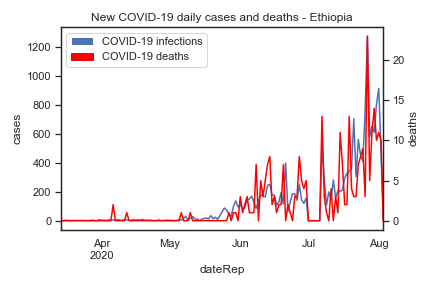 New COVID-19 daily cases and deaths - Ethiopia
COVID-19 infections
COVID-19 deaths
1200
1000
800
600
400
200
0
cases
20
15
10
5
0
deaths
Apr
2020
May
Jun
Jul
Aug
dateRep